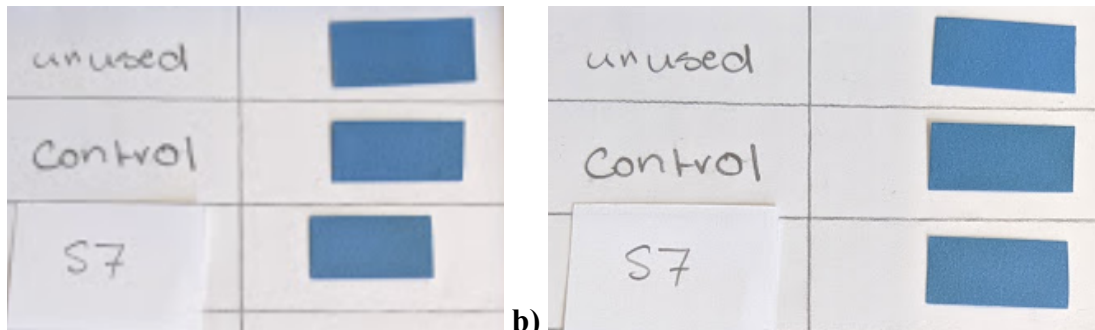 unused
Control
S7
b)
unused
Control
S7